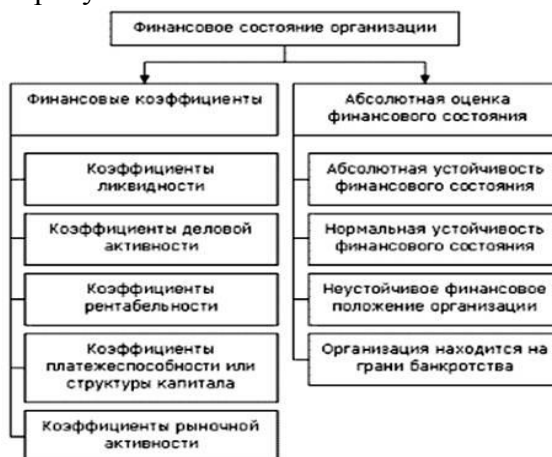 Финансовое состояние организации
Финансовые коэффициенты
Коэффициенты
ликвидности
Коэффициенты деловой
активности
Коэффициенты
рентабельности
Коэффициенты
платежеспособности или
структуры капитала
Коэффициенты рыночной
активности
Абсолютная оценка
финансового состояния
Абсолютная устойчивость
финансового состояния
Нормальная устойчивость
финансового состояния
Неустойчивое финансовое
положение организации
Организация находится на
грани банкротства